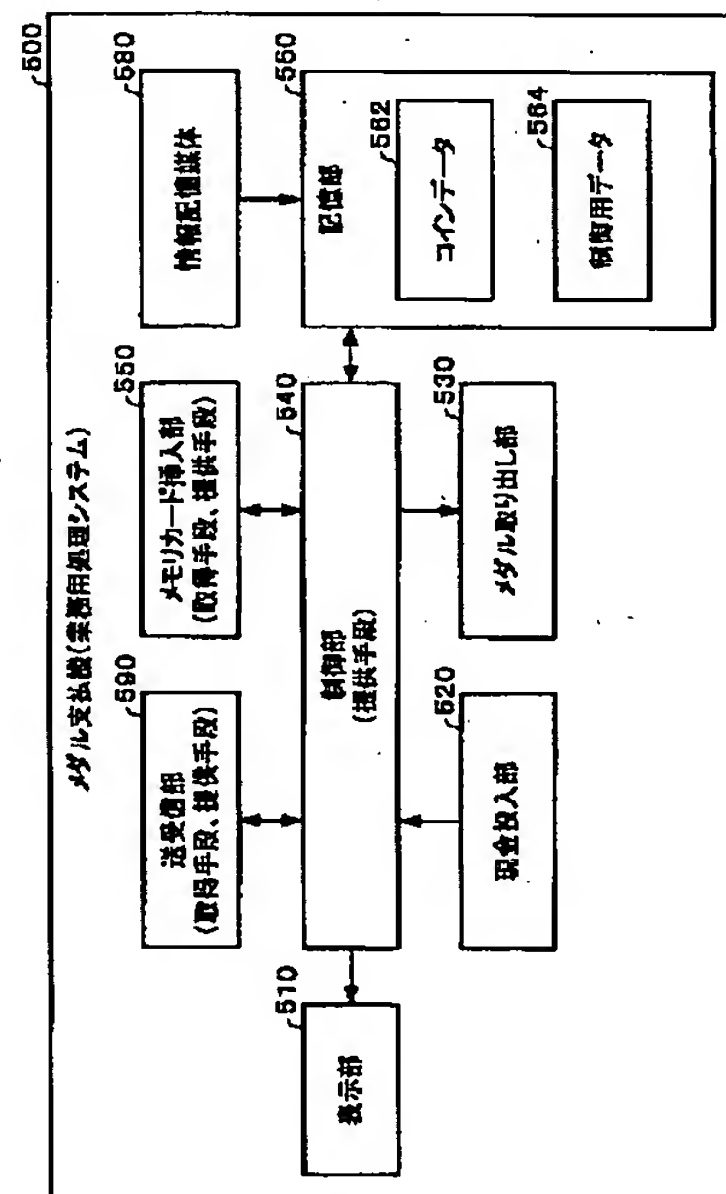 500
メダル支払機(業務用処理システム)
590
送受信部
(取得手段、提供手段)
550
メモリカード挿入部
(取得手段、提供手段)
580
情報記憶媒体
510
表示部
540
制御部
(提供手段)
560
記憶部
562
コインデータ
564
制御用データ
520
現金投入部
530
メダル取り出し部